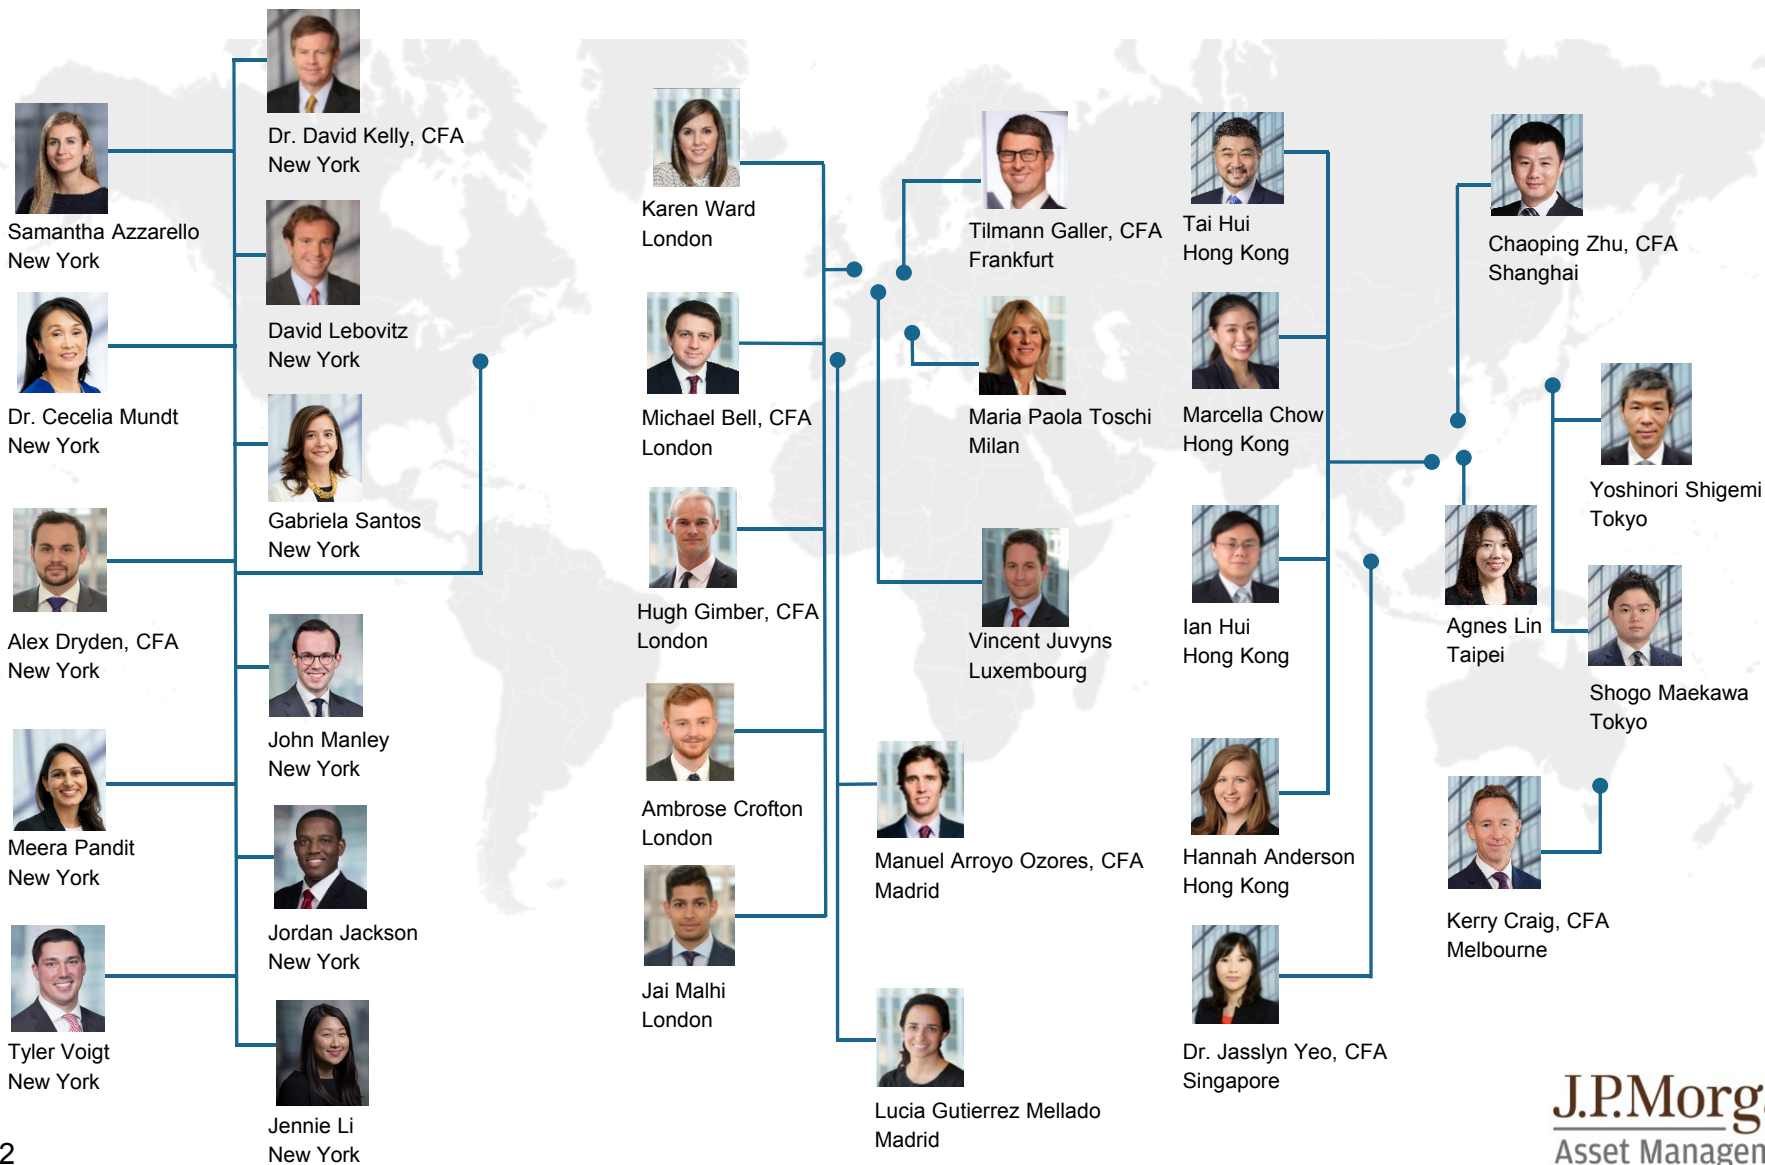 Dr. David Kelly, CFA
New York
Samantha Azzarello
New York
David Lebovitz
New York
Dr. Cecelia Mundt
New York
Gabriela Santos
New York
Alex Dryden, CFA
New York
John Manley
New York
Meera Pandit
New York
Jordan Jackson
New York
Tyler Voigt
New York
Jennie Li
New York
Karen Ward
London
Michael Bell, CFA
London
Hugh Gimber, CFA
London
Ambrose Crofton
London
Jai Malhi
London
Tilmann Galler, CFA
Frankfurt
Maria Paola Toschi
Milan
Vincent Juvyns
Luxembourg
Manuel Arroyo Ozores, CFA
Madrid
Lucia Gutierrez Mellado
Madrid
Tai Hui
Hong Kong
Marcella Chow
Hong Kong
Ian Hui
Hong Kong
Hannah Anderson
Hong Kong
Dr. Jasslyn Yeo, CFA
Singapore
Chaoping Zhu, CFA
Shanghai
Yoshinori Shigemi
Tokyo
Agnes Lin
Taipei
Shogo Maekawa
Tokyo
Kerry Craig, CFA
Melbourne
J.P.Morg
Asset Managem
2